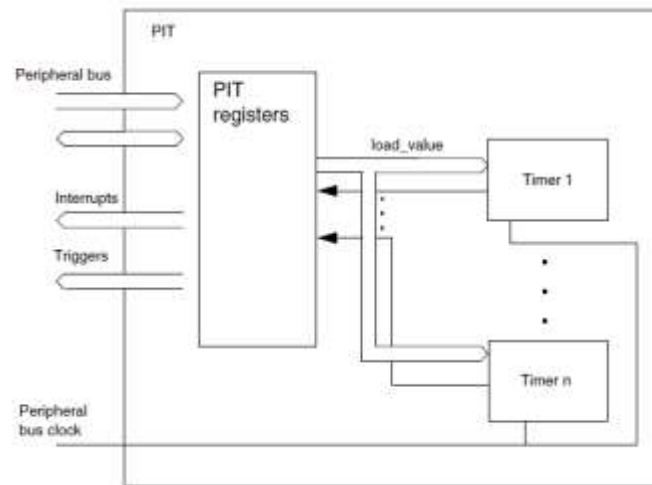 PIT
Peripheral bus
PIT
registers
load_value
Timer 1
Interrupts
Triggers
Timer n
Peripheral
bus clock